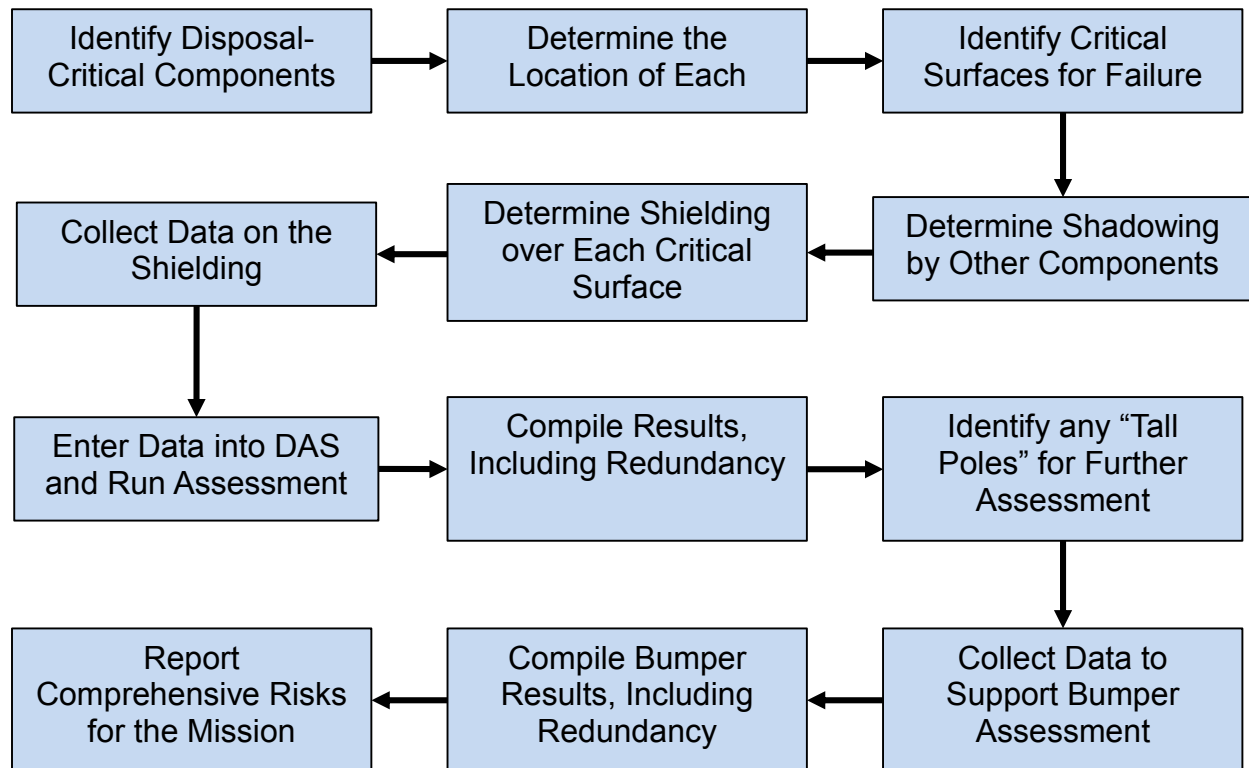 Identify Disposal-
Critical Components
Determine the
Location of Each
Identify Critical
Surfaces for Failure
Determine Shadowing
by Other Components
Determine Shielding
over Each Critical
Surface
Collect Data on the
Shielding
Enter Data into DAS
and Run Assessment
Compile Results,
Including Redundancy
Identify any “Tall
Poles” for Further
Assessment
Collect Data to
Support Bumper
Assessment
Compile Bumper
Results, Including
Redundancy
Report
Comprehensive Risks
for the Mission